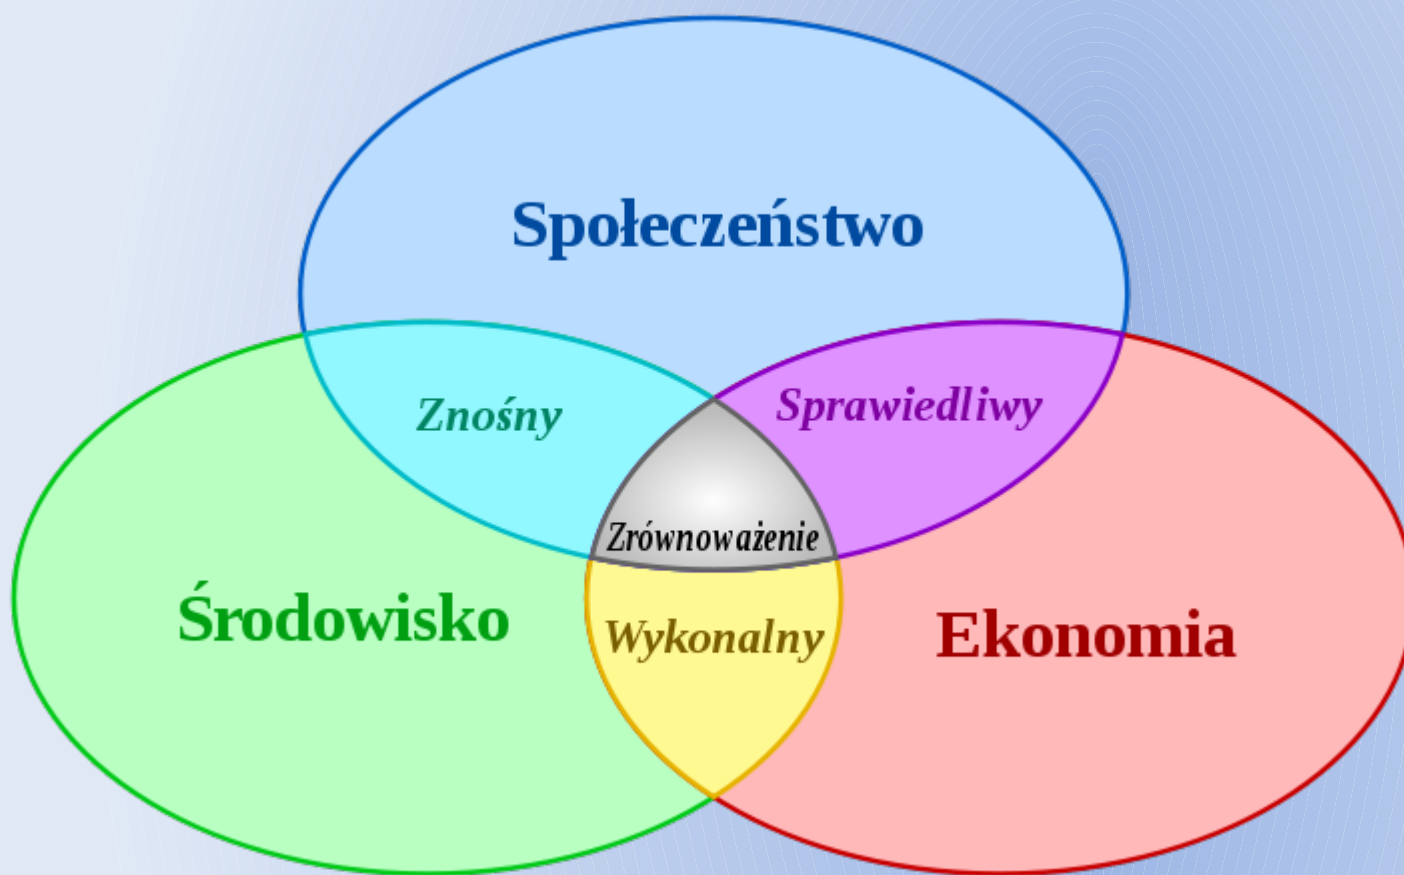 Społeczeństwo
Znośny
Sprawiedliwy
Zrównoważenie
Środowisko
Wykonalny
Ekonomia